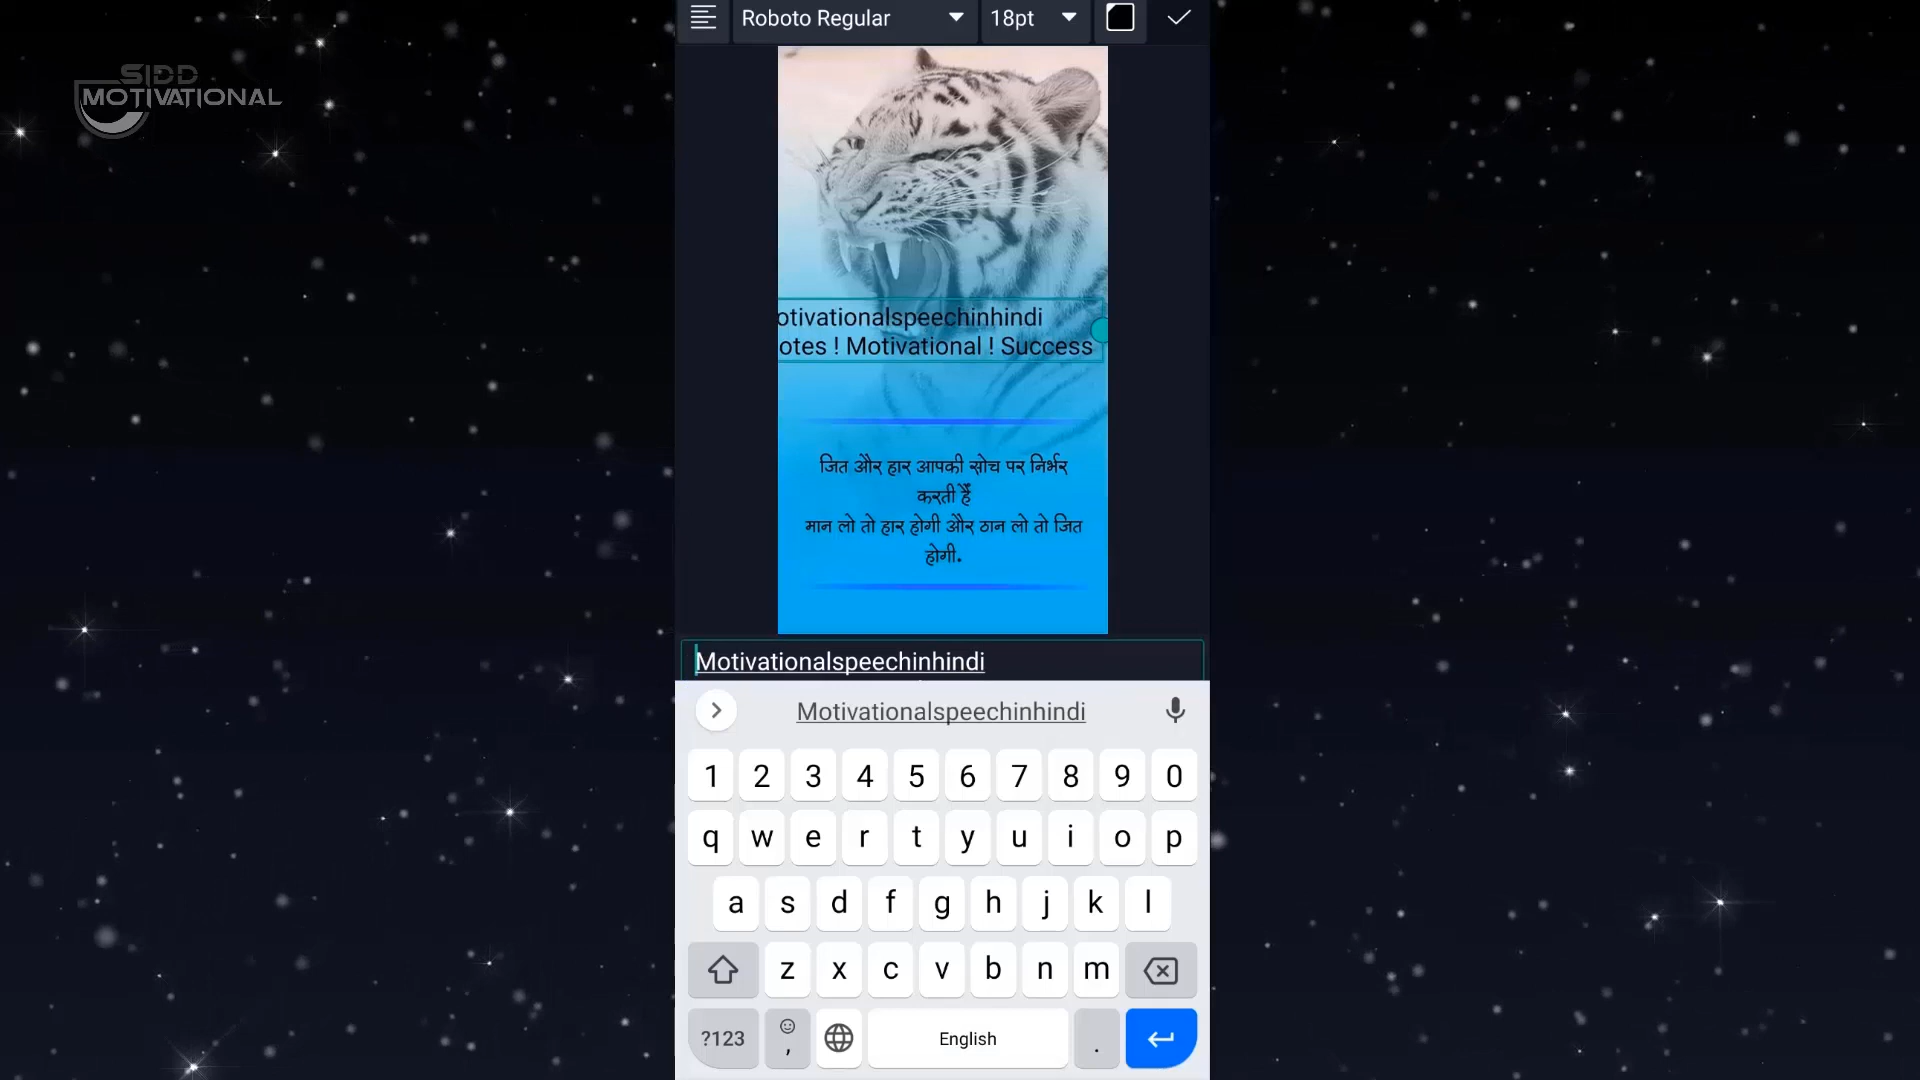 SIDD
MOTIVATIONAL
Roboto Regular
18pt
otivationalspeechinhindi
otes ! Motivational ! Success
जित और हार आपकी सोच पर निर्भर
करती हैं
मान लो तो हार होगी और ठान लो तो जित
होगी.
Motivationalspeechinhindi
Motivationalspeechinhindi
1 2 3 4 5 6 7 8 9 0
q w e r t y u i o p
a s d f g h j k l
z x c v b n m
?123 , English .